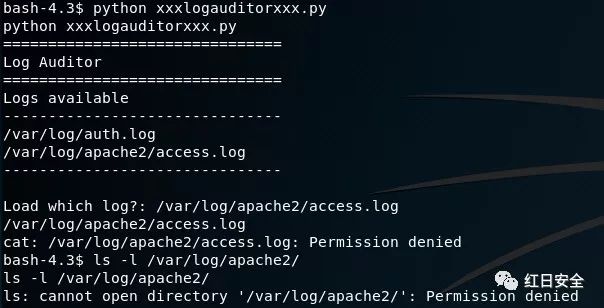 bash-4.3$ python xxxlogauditorxxx.py
python xxxlogauditorxxx.py
===============================
Log Auditor
===============================
Logs available
-------------------------------
/var/log/auth.log
/var/log/apache2/access.log
-------------------------------
Load which log?: /var/log/apache2/access.log
/var/log/apache2/access.log
cat: /var/log/apache2/access.log: Permission denied
bash-4.3$ ls -l /var/log/apache2/
ls -l /var/log/apache2/
ls: cannot open directory '/var/log/apache2/': Permission denied
红日安全